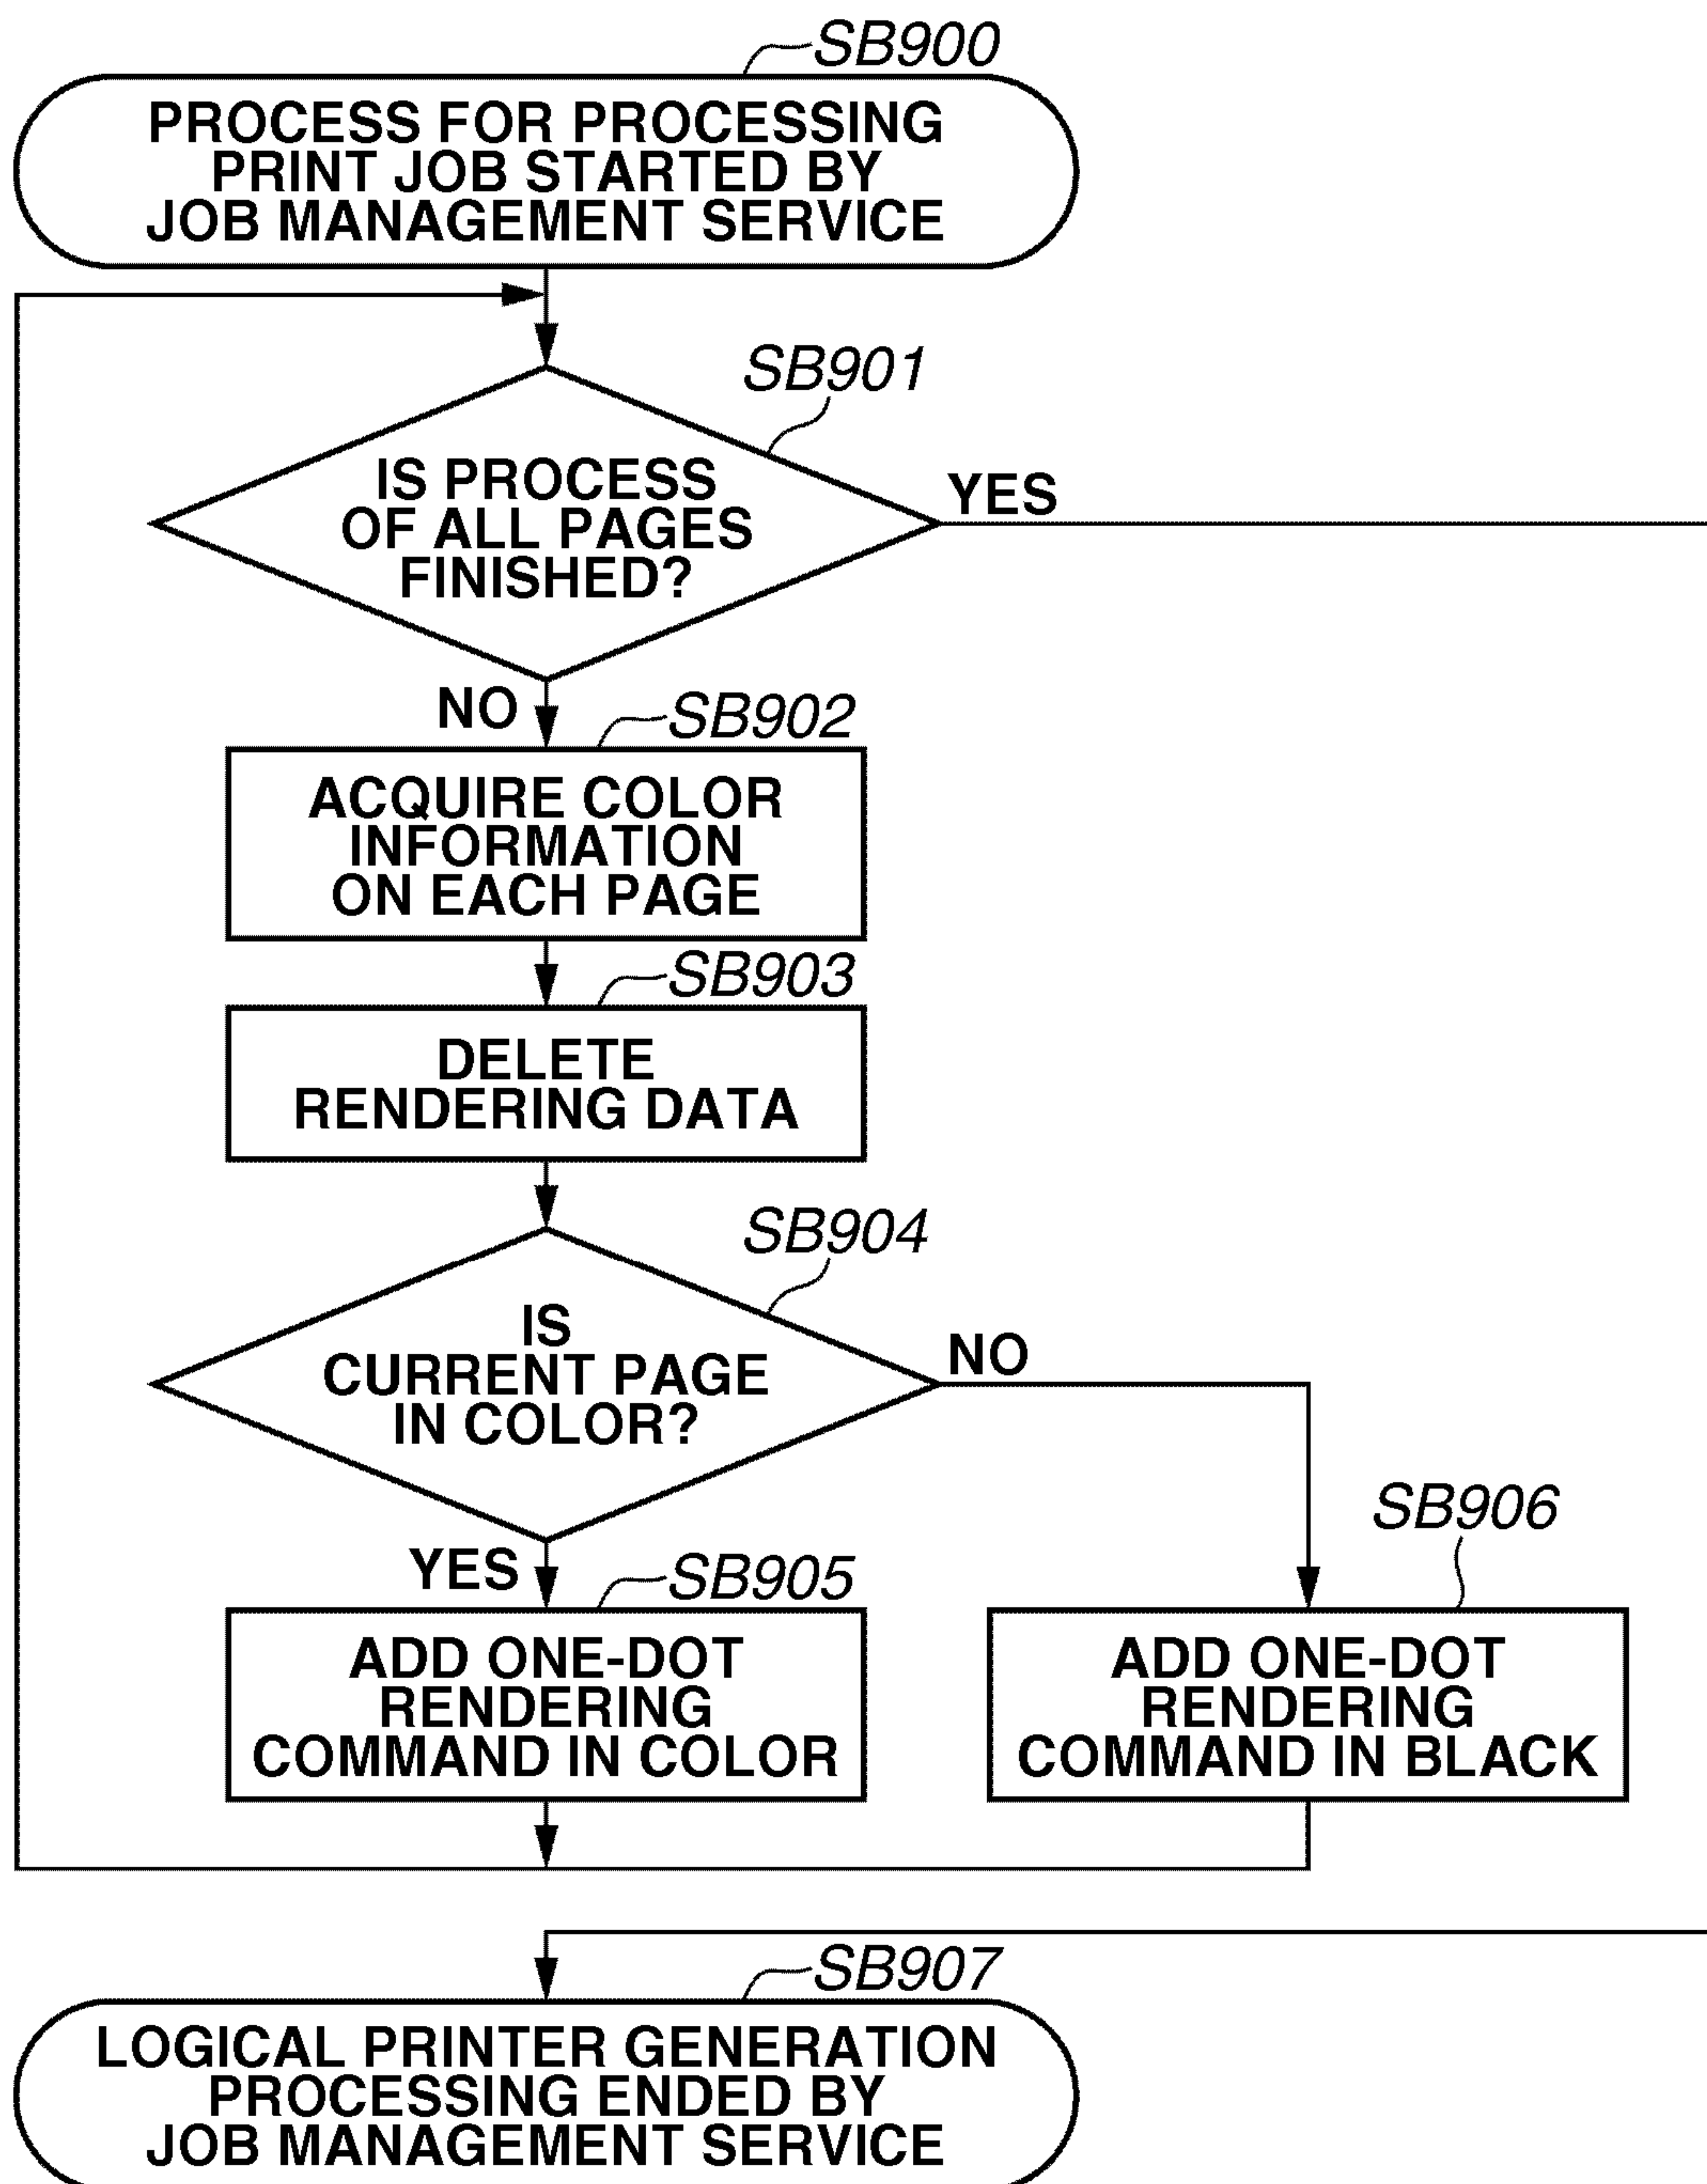 SB900
PROCESS FOR PROCESSING
PRINT JOB STARTED BY
JOB MANAGEMENT SERVICE
SB901
IS PROCESS
OF ALL PAGES
FINISHED?
YES
NO
SB902
ACQUIRE COLOR
INFORMATION
ON EACH PAGE
SB903
DELETE
RENDERING DATA
SB904
IS
CURRENT PAGE
IN COLOR?
NO
YES
SB905
ADD ONE-DOT
RENDERING
COMMAND IN COLOR
SB906
ADD ONE-DOT
RENDERING
COMMAND IN BLACK
SB907
LOGICAL PRINTER GENERATION
PROCESSING ENDED BY
JOB MANAGEMENT SERVICE